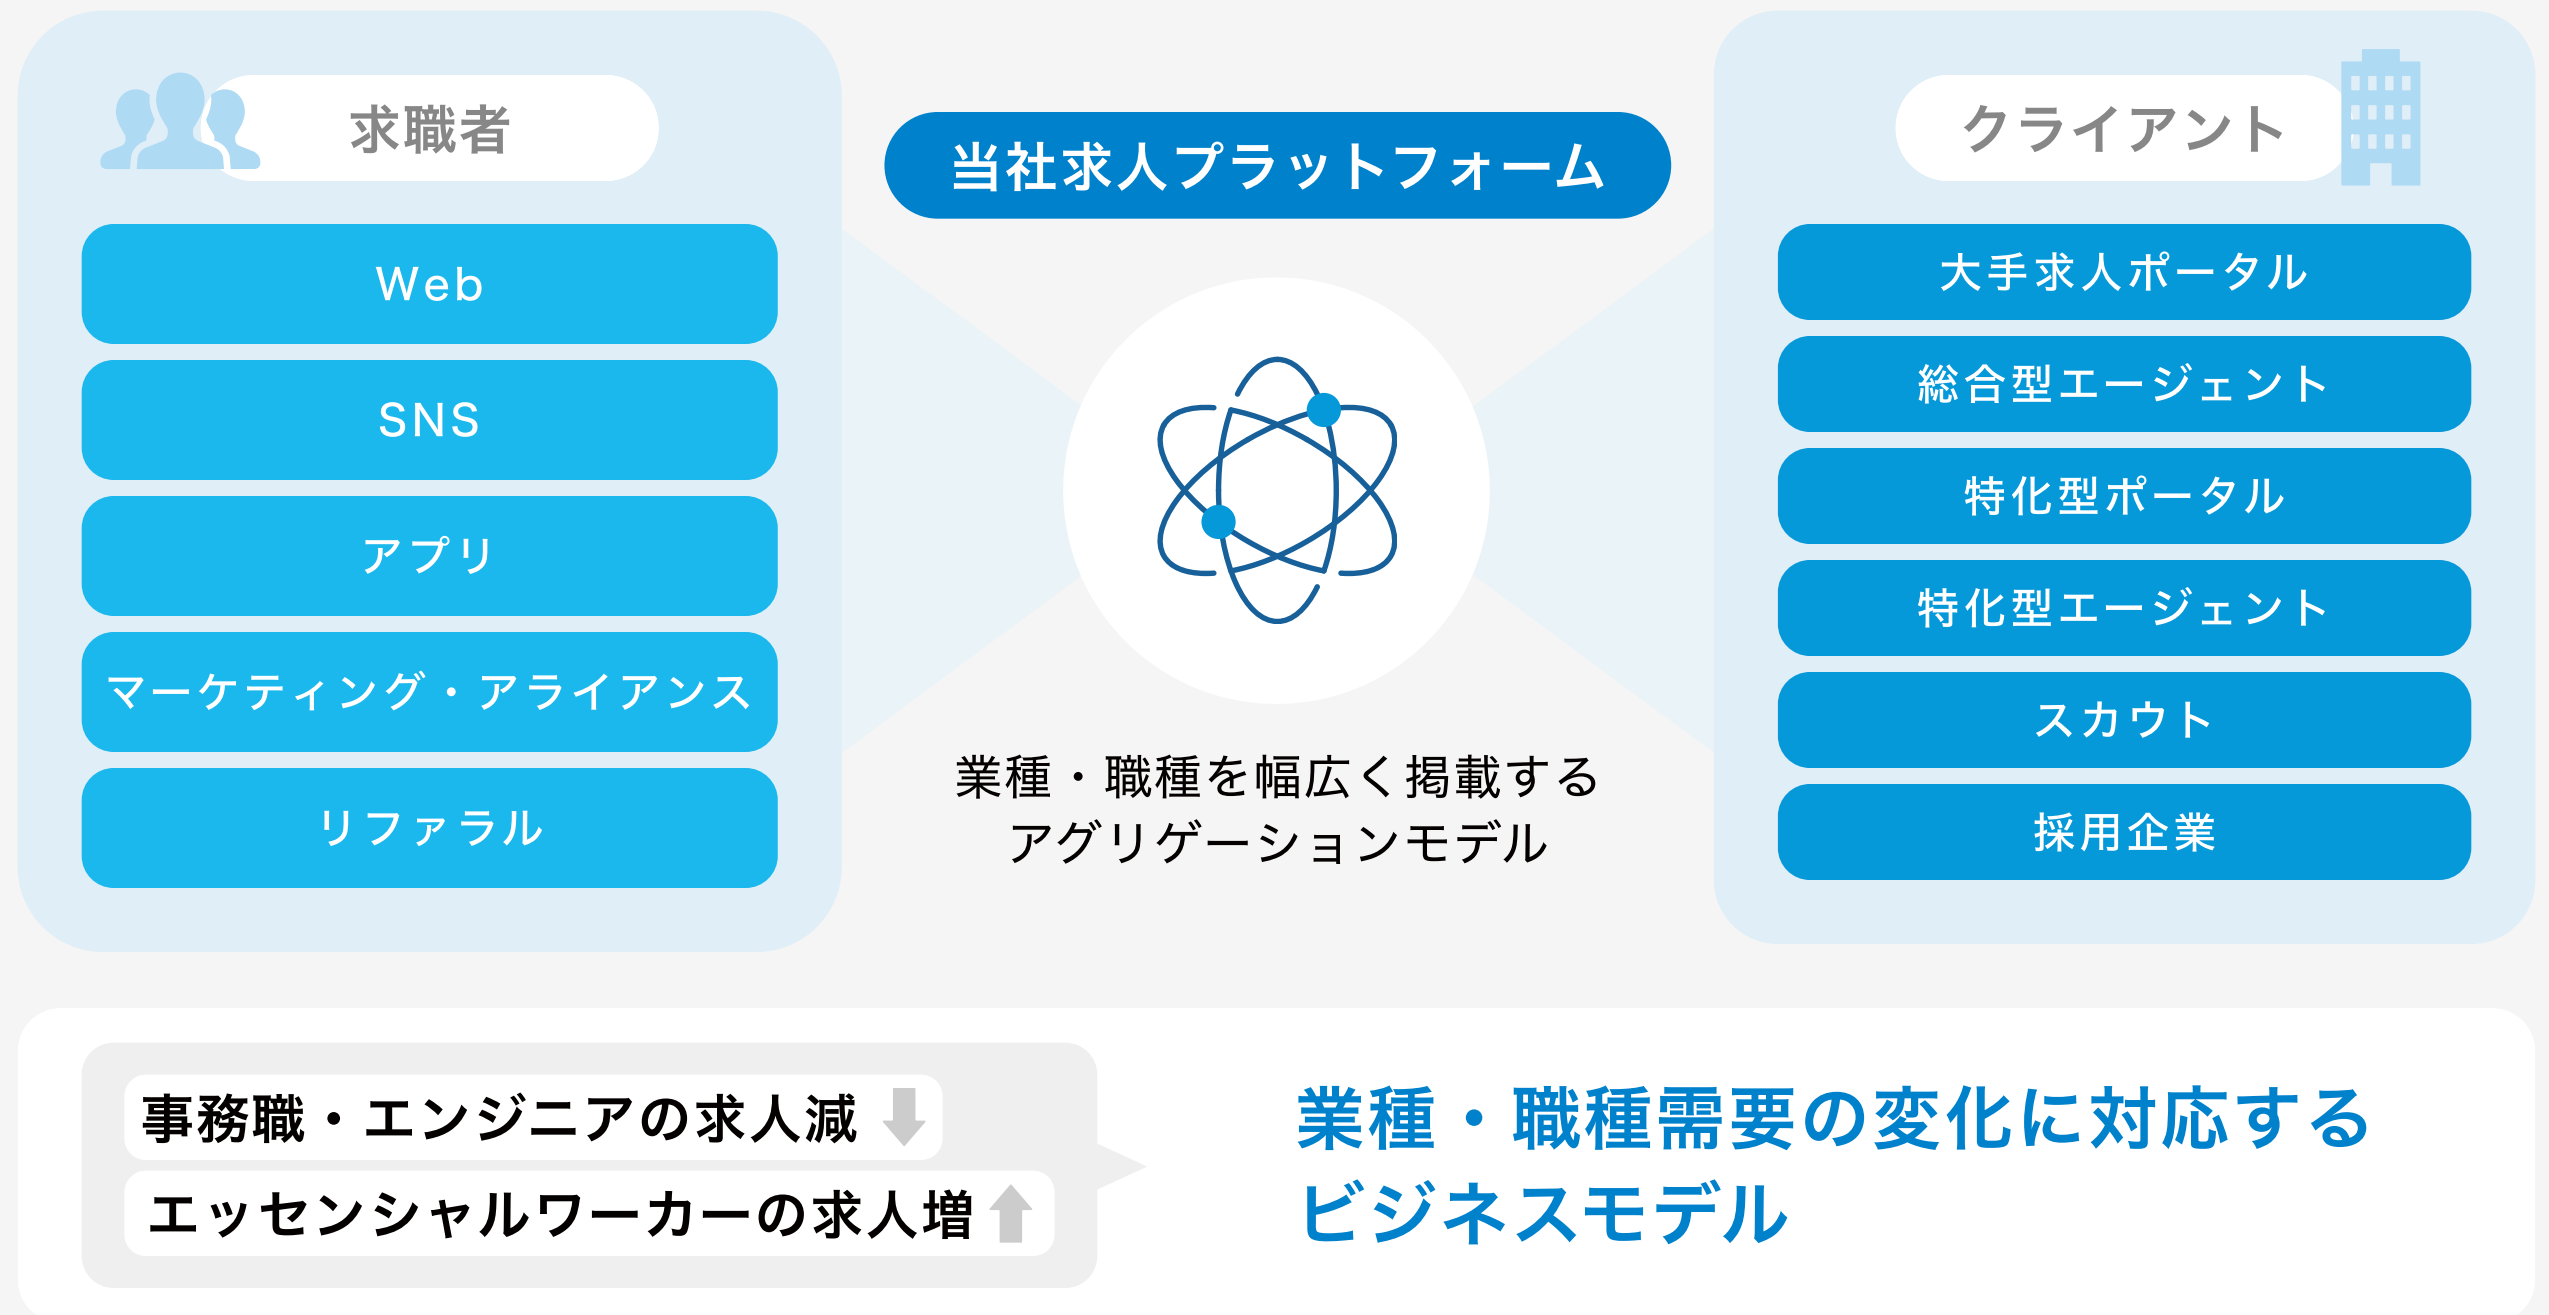 求職者
Web
SNS
アプリ
マーケティング・アライアンス
リファラル
当社求人プラットフォーム
業種・職種を幅広く掲載する
アグリゲーションモデル
クライアント
大手求人ポータル
総合型エージェント
特化型ポータル
特化型エージェント
スカウト
採用企業
事務職・エンジニアの求人減
エッセンシャルワーカーの求人増
業種・職種需要の変化に対応する
ビジネスモデル